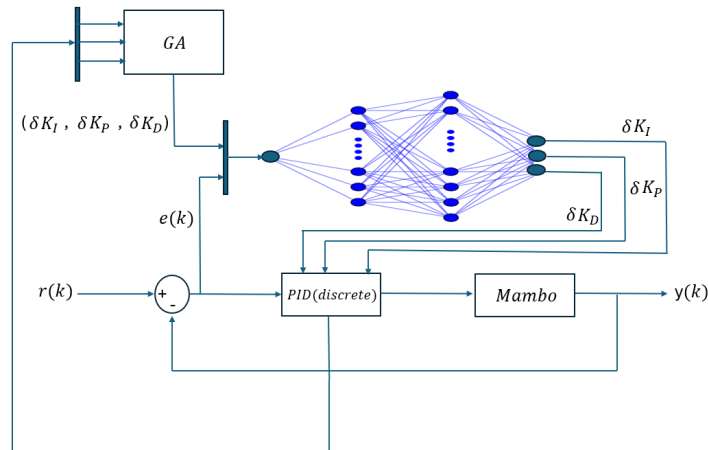 GA
(δK_I , δK_P , δK_D)
δK_I
δK_P
δK_D
e(k)
r(k)
+
-
PID(discrete)
Mambo
y(k)